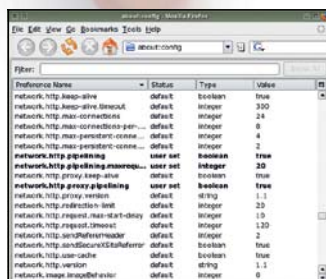 about:config - Mozilla Firefox
File Edit View Go Bookmarks Tools Help
about:config
G
Filter:
Preference Name Status Type Value
network.http.keep-alive default boolean true
network.http.keep-alive.timeout default integer 300
network.http.max-connections default integer 24
network.http.max-connections-per-... default integer 8
network.http.max-persistent-conne... default integer 4
network.http.max-persistent-conne... default integer 2
network.http.pipelining user set boolean true
network.http.pipelining.maxrequ... user set integer 20
network.http.proxy.keep-alive default boolean true
network.http.proxy.pipelining user set boolean true
network.http.proxy.version default string 1.1
network.http.redirection-limit default integer 20
network.http.request.max-start-delay default integer 10
network.http.request.timeout default integer 120
network.http.sendRefererHeader default integer 2
network.http.sendSecureXSiteReferrer default boolean true
network.http.use-cache default boolean true
network.http.version default string 1.1
network.image.imageBehavior default integer 0